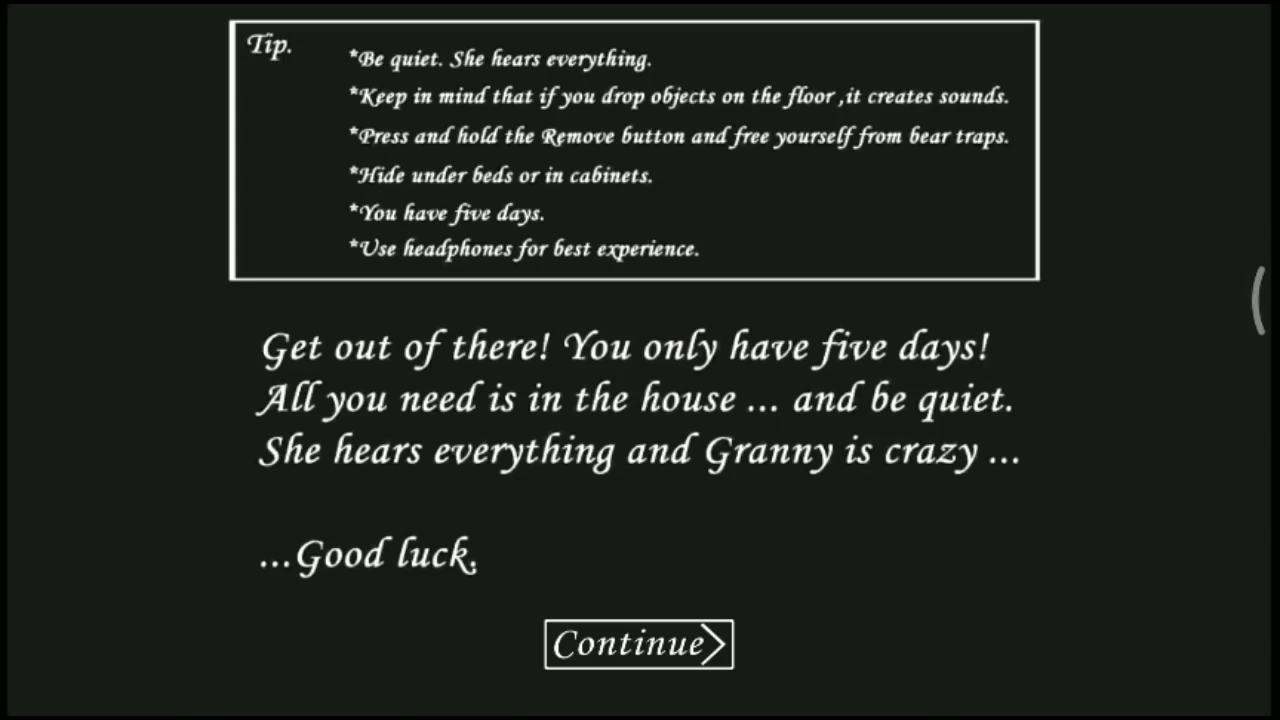 Tip.
*Be quiet. She hears everything.
*Keep in mind that if you drop objects on the floor ,it creates sounds.
*Press and hold the Remove button and free yourself from bear traps.
*Hide under beds or in cabinets.
*You have five days.
*Use headphones for best experience.
Get out of there! You only have five days!
All you need is in the house ... and be quiet.
She hears everything and Granny is crazy ...
...Good luck.
Continue>